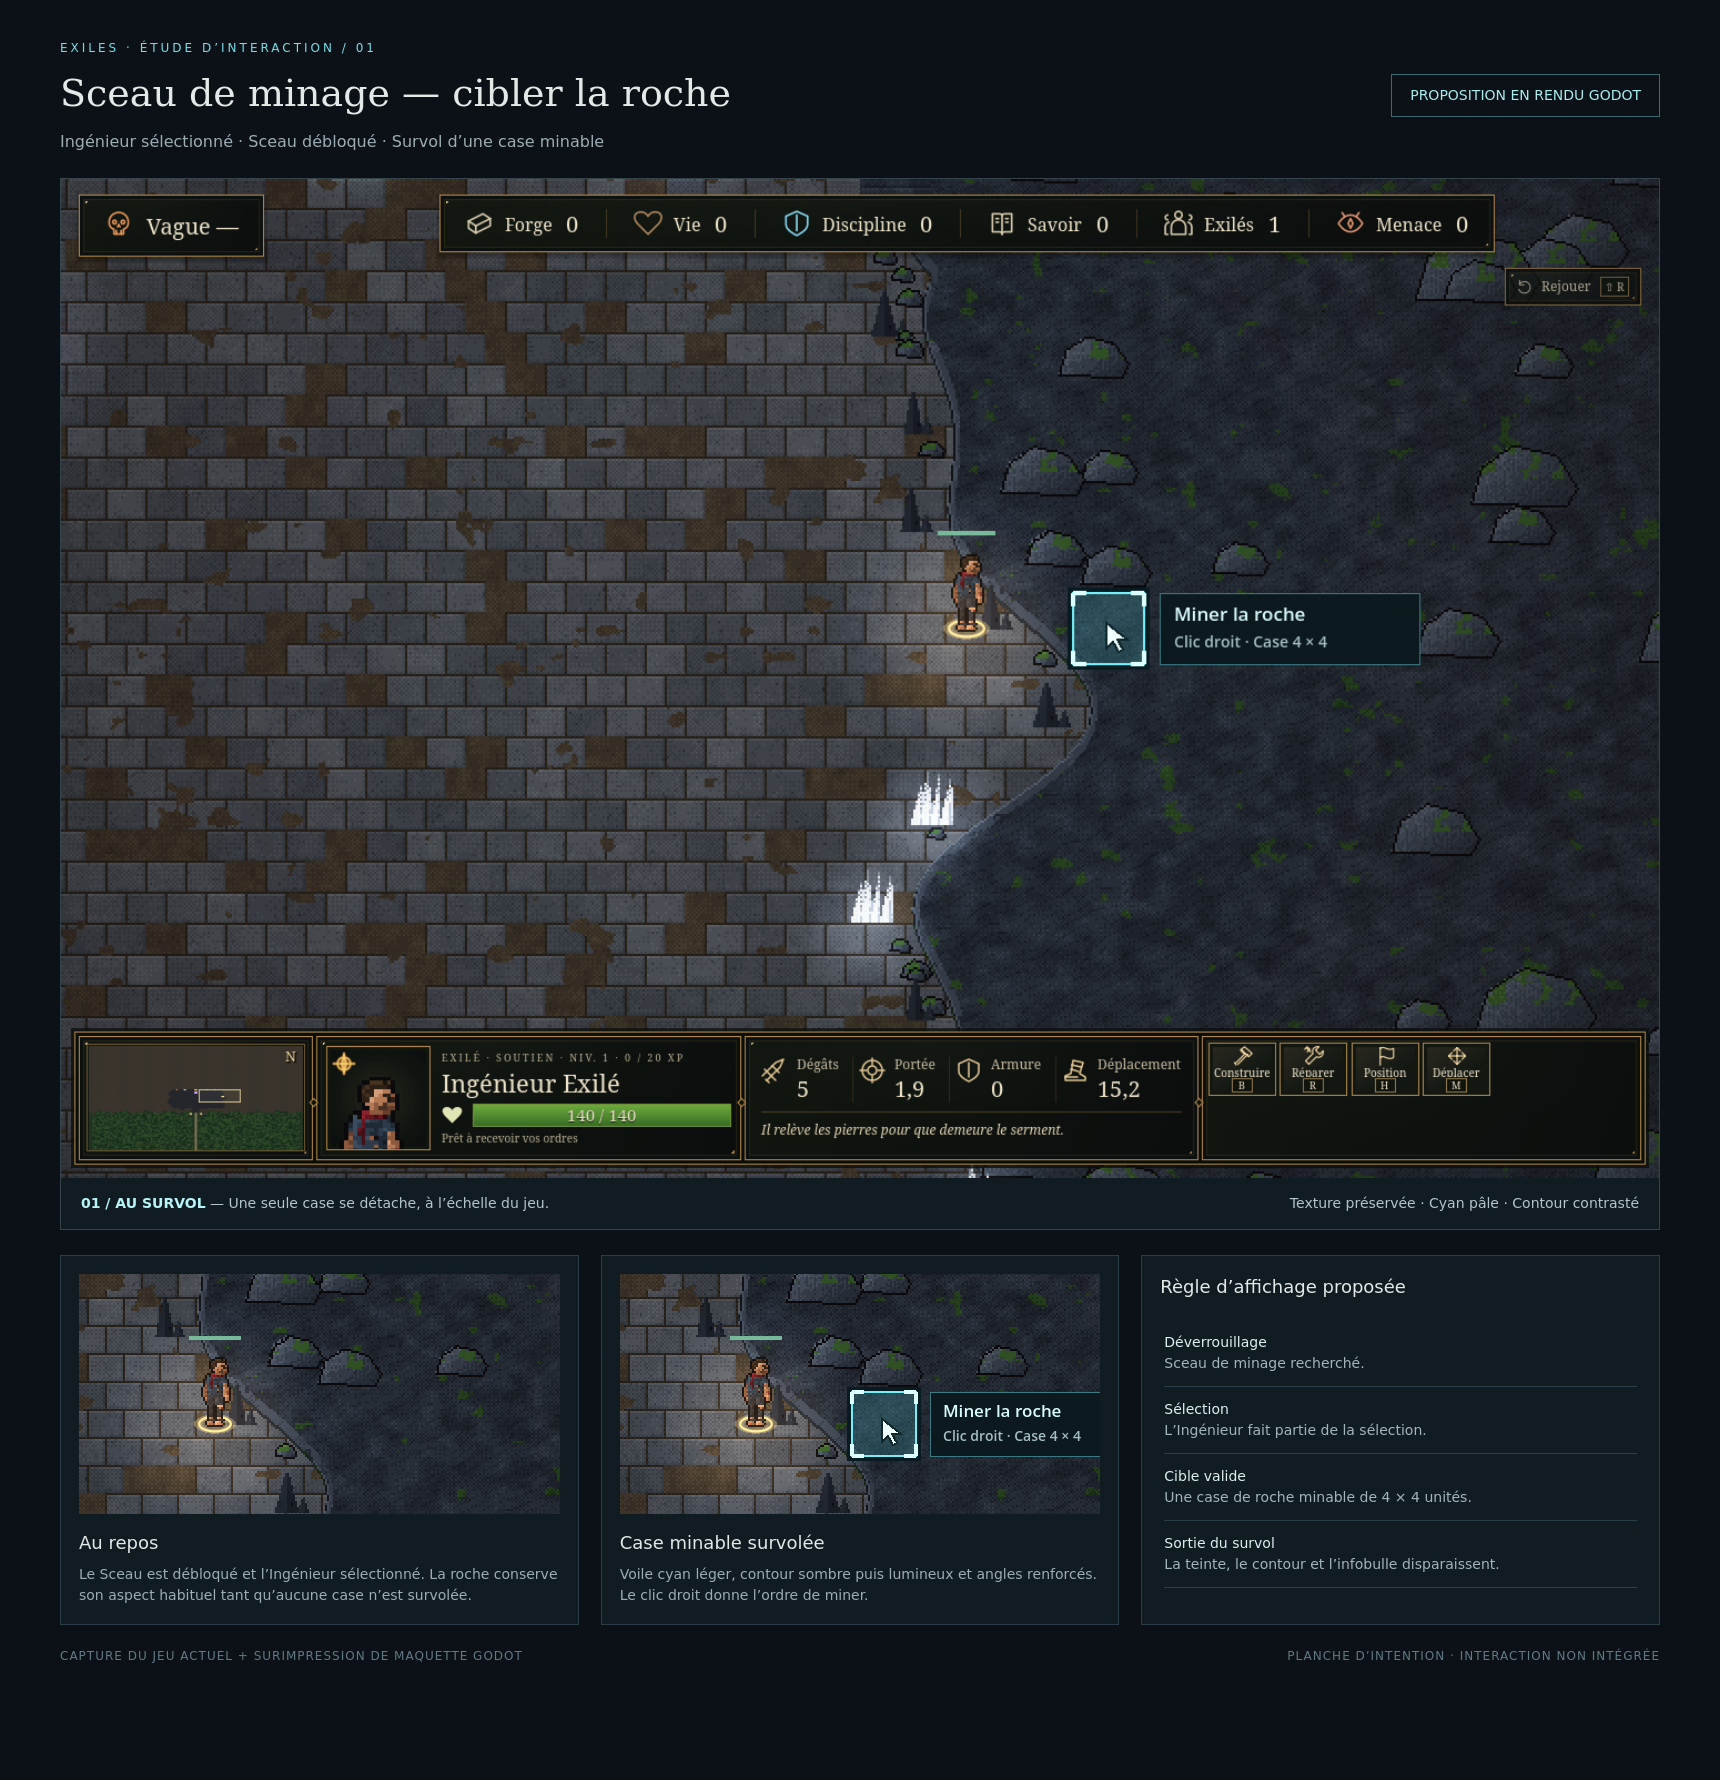 EXILES · ÉTUDE D’INTERACTION / 01
Sceau de minage — cibler la roche
PROPOSITION EN RENDU GODOT
Ingénieur sélectionné · Sceau débloqué · Survol d’une case minable
Vague —
Forge 0
Vie 0
Discipline 0
Savoir 0
Exilés 1
Menace 0
Rejouer ⇧ R
Miner la roche
Clic droit · Case 4 × 4
N
EXILÉ · SOUTIEN · NIV. 1 · 0 / 20 XP
Ingénieur Exilé
140 / 140
Prêt à recevoir vos ordres
Dégâts
5
Portée
1,9
Armure
0
Déplacement
15,2
Il relève les pierres pour que demeure le serment.
Construire
B
Réparer
R
Position
H
Déplacer
M
01 / AU SURVOL — Une seule case se détache, à l’échelle du jeu.
Texture préservée · Cyan pâle · Contour contrasté
Au repos
Le Sceau est débloqué et l’Ingénieur sélectionné. La roche conserve
son aspect habituel tant qu’aucune case n’est survolée.
Miner la roche
Clic droit · Case 4 × 4
Case minable survolée
Voile cyan léger, contour sombre puis lumineux et angles renforcés.
Le clic droit donne l’ordre de miner.
Règle d’affichage proposée
Déverrouillage
Sceau de minage recherché.
Sélection
L’Ingénieur fait partie de la sélection.
Cible valide
Une case de roche minable de 4 × 4 unités.
Sortie du survol
La teinte, le contour et l’infobulle disparaissent.
CAPTURE DU JEU ACTUEL + SURIMPRESSION DE MAQUETTE GODOT
PLANCHE D’INTENTION · INTERACTION NON INTÉGRÉE